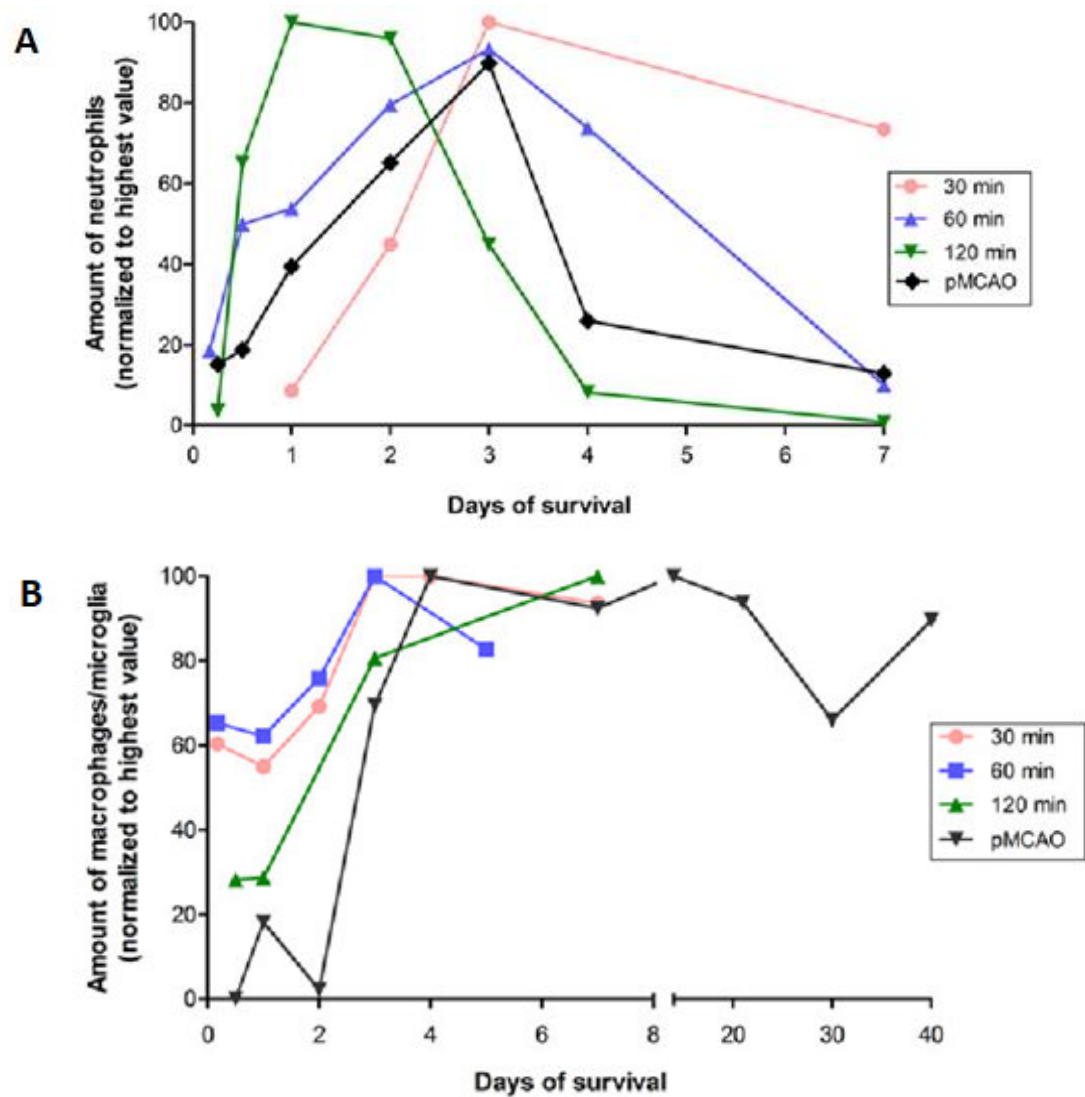 A
Amount of neutrophils
(normalized to highest value)
100
80
60
40
20
0
0 1 2 3 4 5 6 7
Days of survival
30 min
60 min
120 min
pMCAO
B
Amount of macrophages/microglia
(normalized to highest value)
100
80
60
40
20
0
0 2 4 6 8 20 30 40
Days of survival
30 min
60 min
120 min
pMCAO